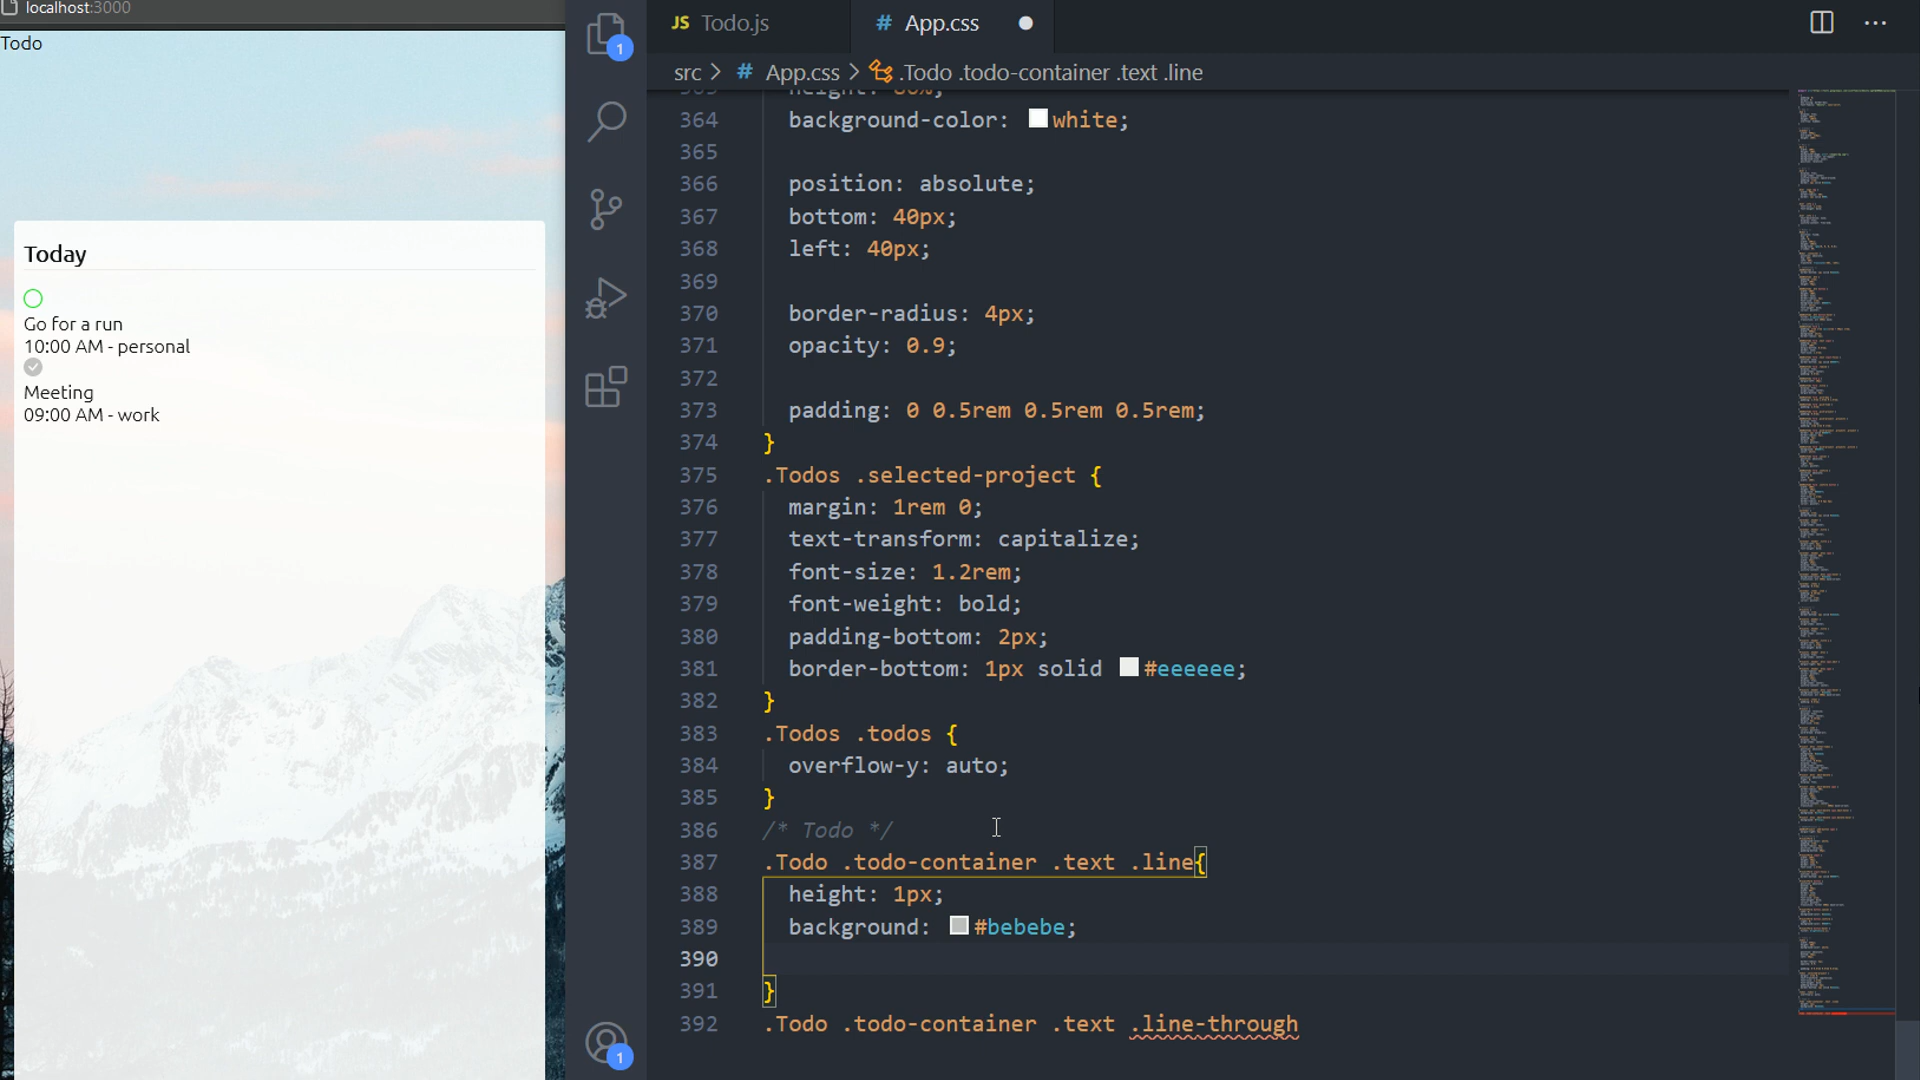 localhost:3000
Todo
Today
Go for a run
10:00 AM - personal
Meeting
09:00 AM - work
1
1
JS Todo.js
# App.css
src > # App.css > .Todo .todo-container .text .line
364 background-color: white;
365
366 position: absolute;
367 bottom: 40px;
368 left: 40px;
369
370 border-radius: 4px;
371 opacity: 0.9;
372
373 padding: 0 0.5rem 0.5rem 0.5rem;
374 }
375 .Todos .selected-project {
376 margin: 1rem 0;
377 text-transform: capitalize;
378 font-size: 1.2rem;
379 font-weight: bold;
380 padding-bottom: 2px;
381 border-bottom: 1px solid #eeeeee;
382 }
383 .Todos .todos {
384 overflow-y: auto;
385 }
386 /* Todo */
387 .Todo .todo-container .text .line{
388 height: 1px;
389 background: #bebebe;
390
391 }
392 .Todo .todo-container .text .line-through